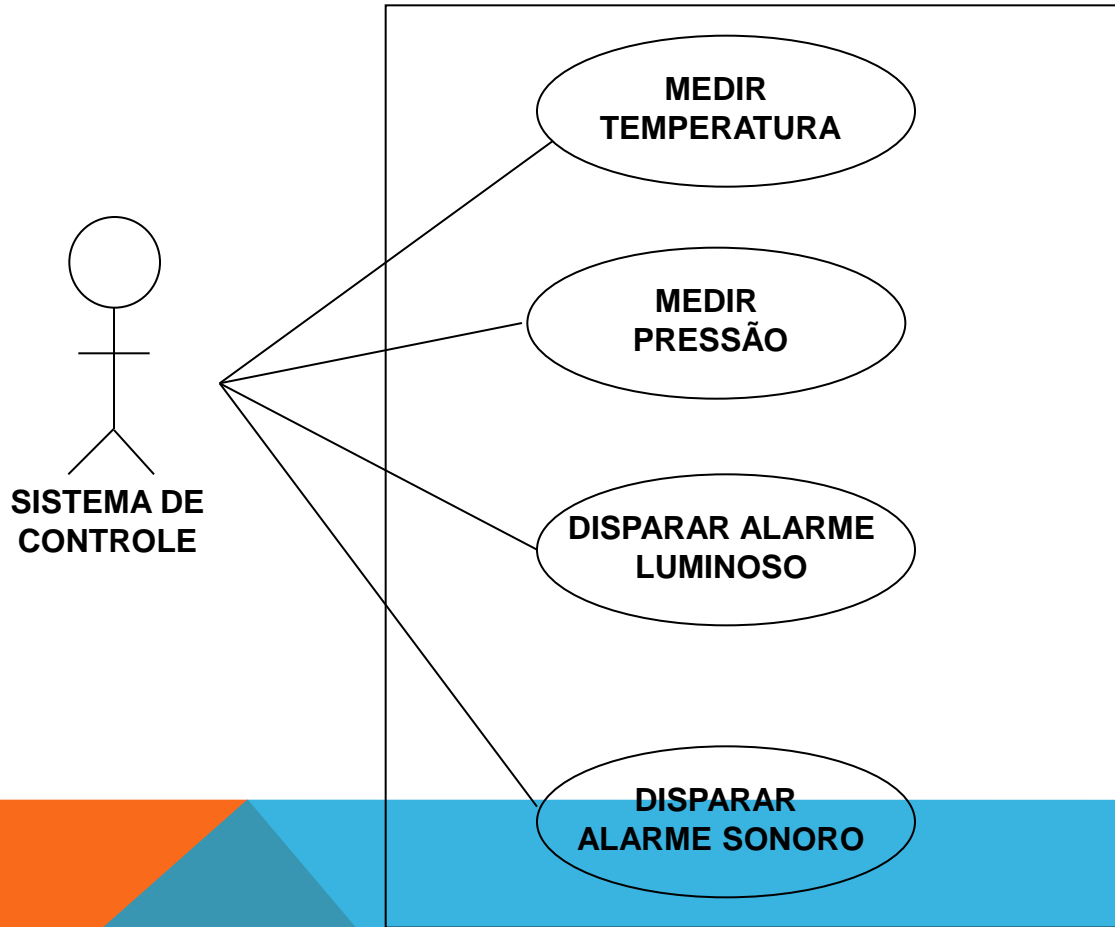 MEDIR
TEMPERATURA
MEDIR
PRESSÃO
SISTEMA DE
CONTROLE
DISPARAR ALARME
LUMINOSO
DISPARAR
ALARME SONORO